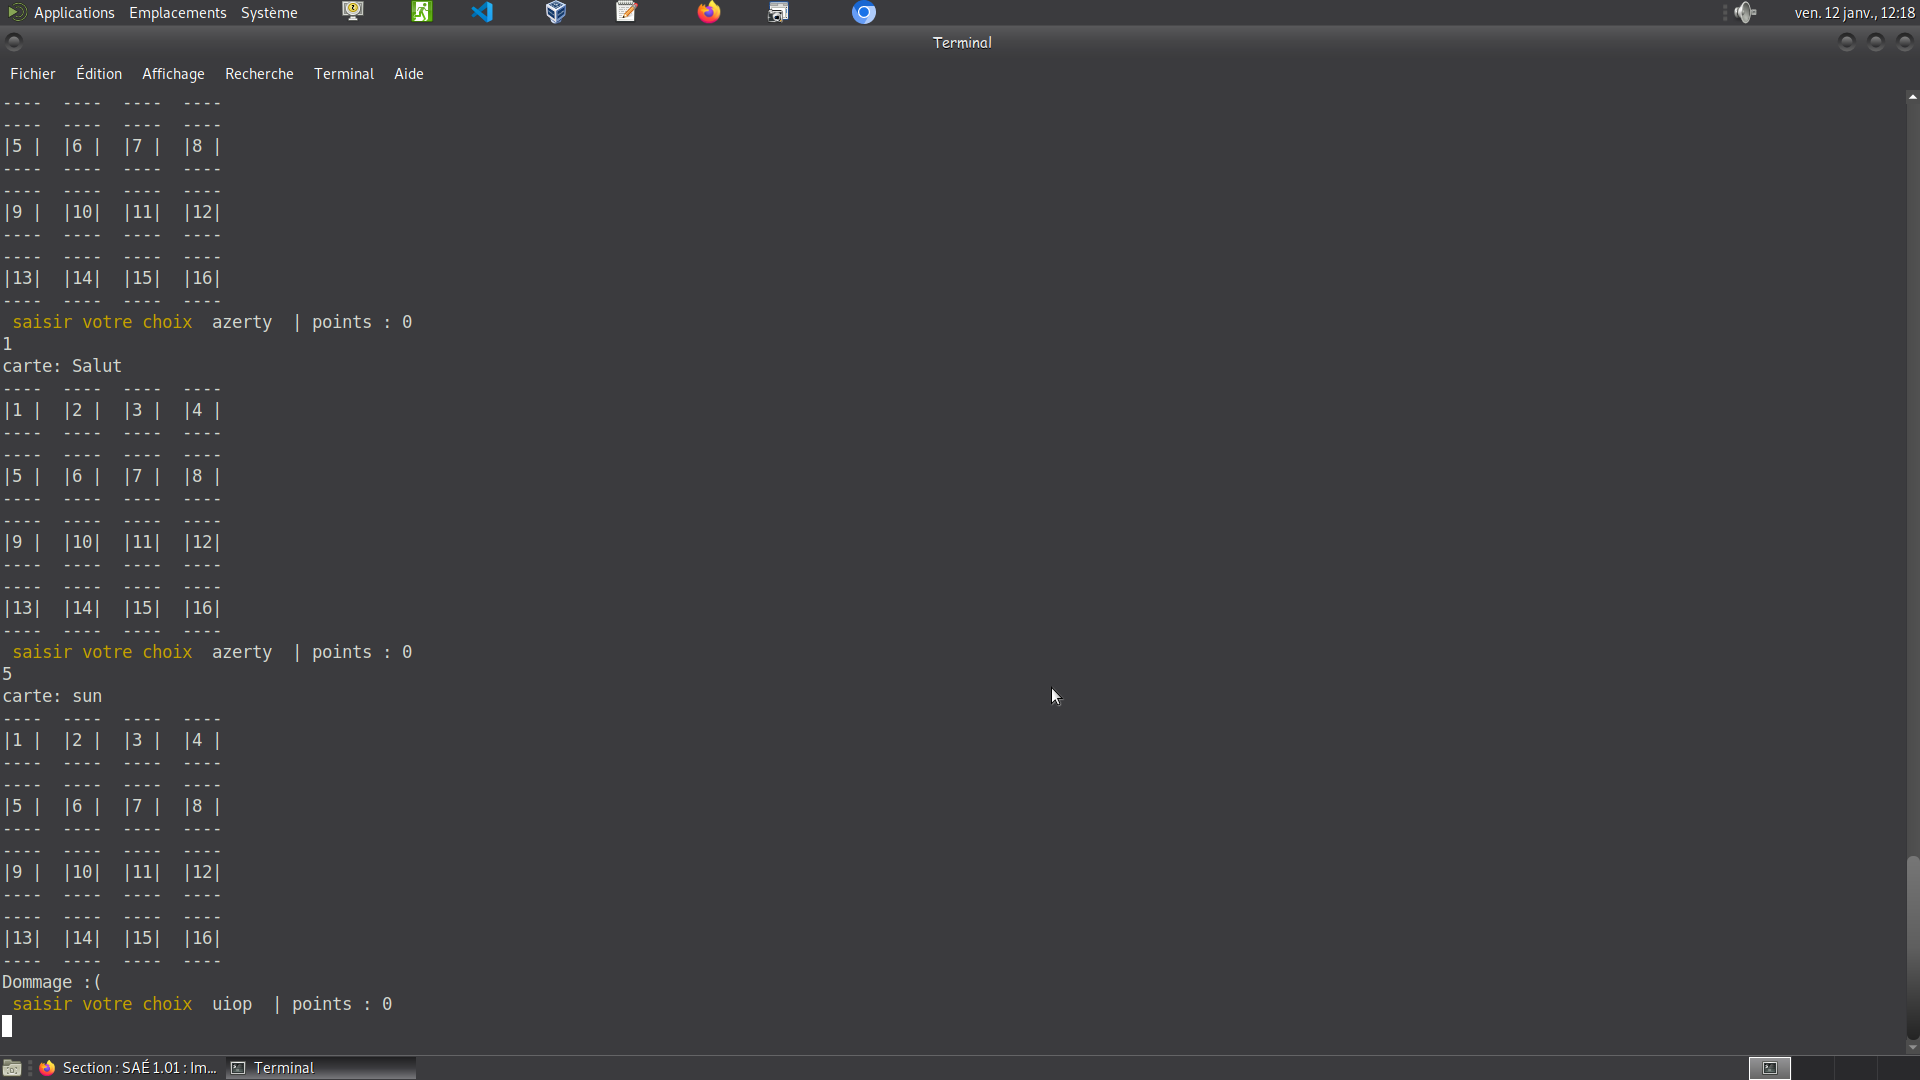 Applications Emplacements Système ven. 12 janv., 12:18
Terminal
Fichier Édition Affichage Recherche Terminal Aide
----  ----  ----  ----
----  ----  ----  ----
|5 |  |6 |  |7 |  |8 |
----  ----  ----  ----
----  ----  ----  ----
|9 |  |10|  |11|  |12|
----  ----  ----  ----
----  ----  ----  ----
|13|  |14|  |15|  |16|
----  ----  ----  ----
saisir votre choix  azerty  | points : 0
1
carte: Salut
----  ----  ----  ----
|1 |  |2 |  |3 |  |4 |
----  ----  ----  ----
----  ----  ----  ----
|5 |  |6 |  |7 |  |8 |
----  ----  ----  ----
----  ----  ----  ----
|9 |  |10|  |11|  |12|
----  ----  ----  ----
----  ----  ----  ----
|13|  |14|  |15|  |16|
----  ----  ----  ----
saisir votre choix  azerty  | points : 0
5
carte: sun
----  ----  ----  ----
|1 |  |2 |  |3 |  |4 |
----  ----  ----  ----
----  ----  ----  ----
|5 |  |6 |  |7 |  |8 |
----  ----  ----  ----
----  ----  ----  ----
|9 |  |10|  |11|  |12|
----  ----  ----  ----
----  ----  ----  ----
|13|  |14|  |15|  |16|
----  ----  ----  ----
Dommage :(
saisir votre choix  uiop  | points : 0
Section : SAÉ 1.01 : Im... Terminal